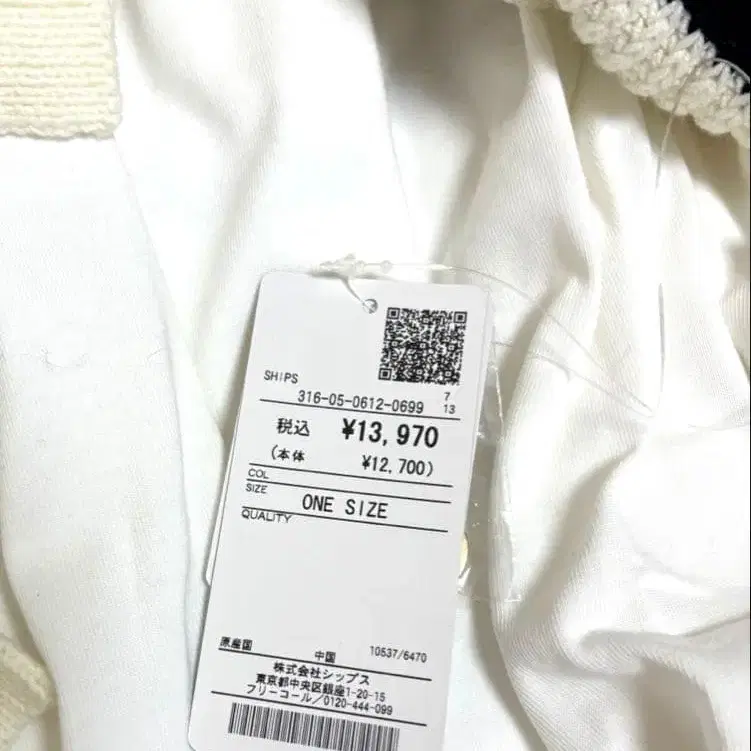 SHIPS
316-05-0612-0699
7
13
税込 ¥13,970
(本体 ¥12,700)
COL
SIZE
ONE SIZE
QUALITY
原産国 中国 10537/6470
株式会社シップス
東京都中央区銀座1-20-15
フリーコール/0120-444-099